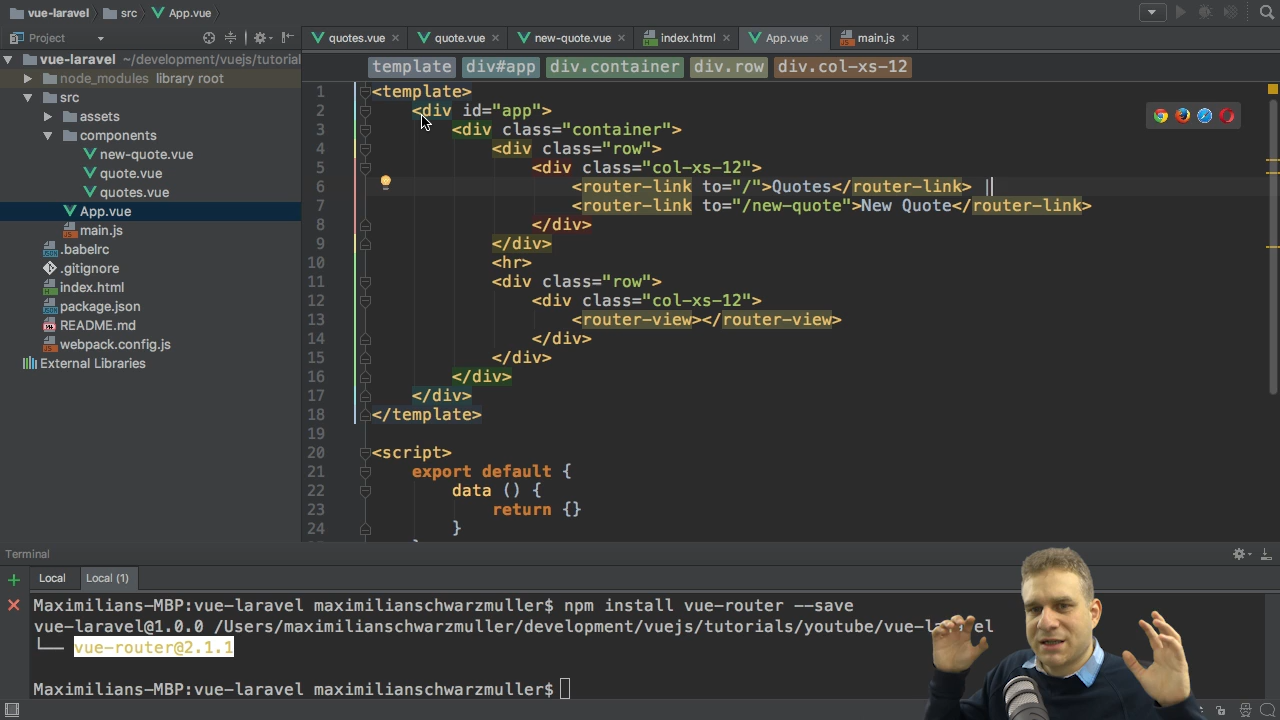 vue-laravel src App.vue
Project
quotes.vue quote.vue new-quote.vue index.html App.vue main.js
vue-laravel ~/development/vuejs/tutorial
node_modules library root
src
assets
components
new-quote.vue
quote.vue
quotes.vue
App.vue
main.js
.babelrc
.gitignore
index.html
package.json
README.md
webpack.config.js
External Libraries
template div#app div.container div.row div.col-xs-12
1 <template>
2 <div id="app">
3 <div class="container">
4 <div class="row">
5 <div class="col-xs-12">
6 <router-link to="/">Quotes</router-link> |
7 <router-link to="/new-quote">New Quote</router-link>
8 </div>
9 </div>
10 <hr>
11 <div class="row">
12 <div class="col-xs-12">
13 <router-view></router-view>
14 </div>
15 </div>
16 </div>
17 </div>
18 </template>
19
20 <script>
21 export default {
22 data () {
23 return {}
24 }
Terminal
Local Local (1)
Maximilians-MBP:vue-laravel maximilianschwarzmuller$ npm install vue-router --save
vue-laravel@1.0.0 /Users/maximilianschwarzmuller/development/vuejs/tutorials/youtube/vue-laravel
└── vue-router@2.1.1
Maximilians-MBP:vue-laravel maximilianschwarzmuller$